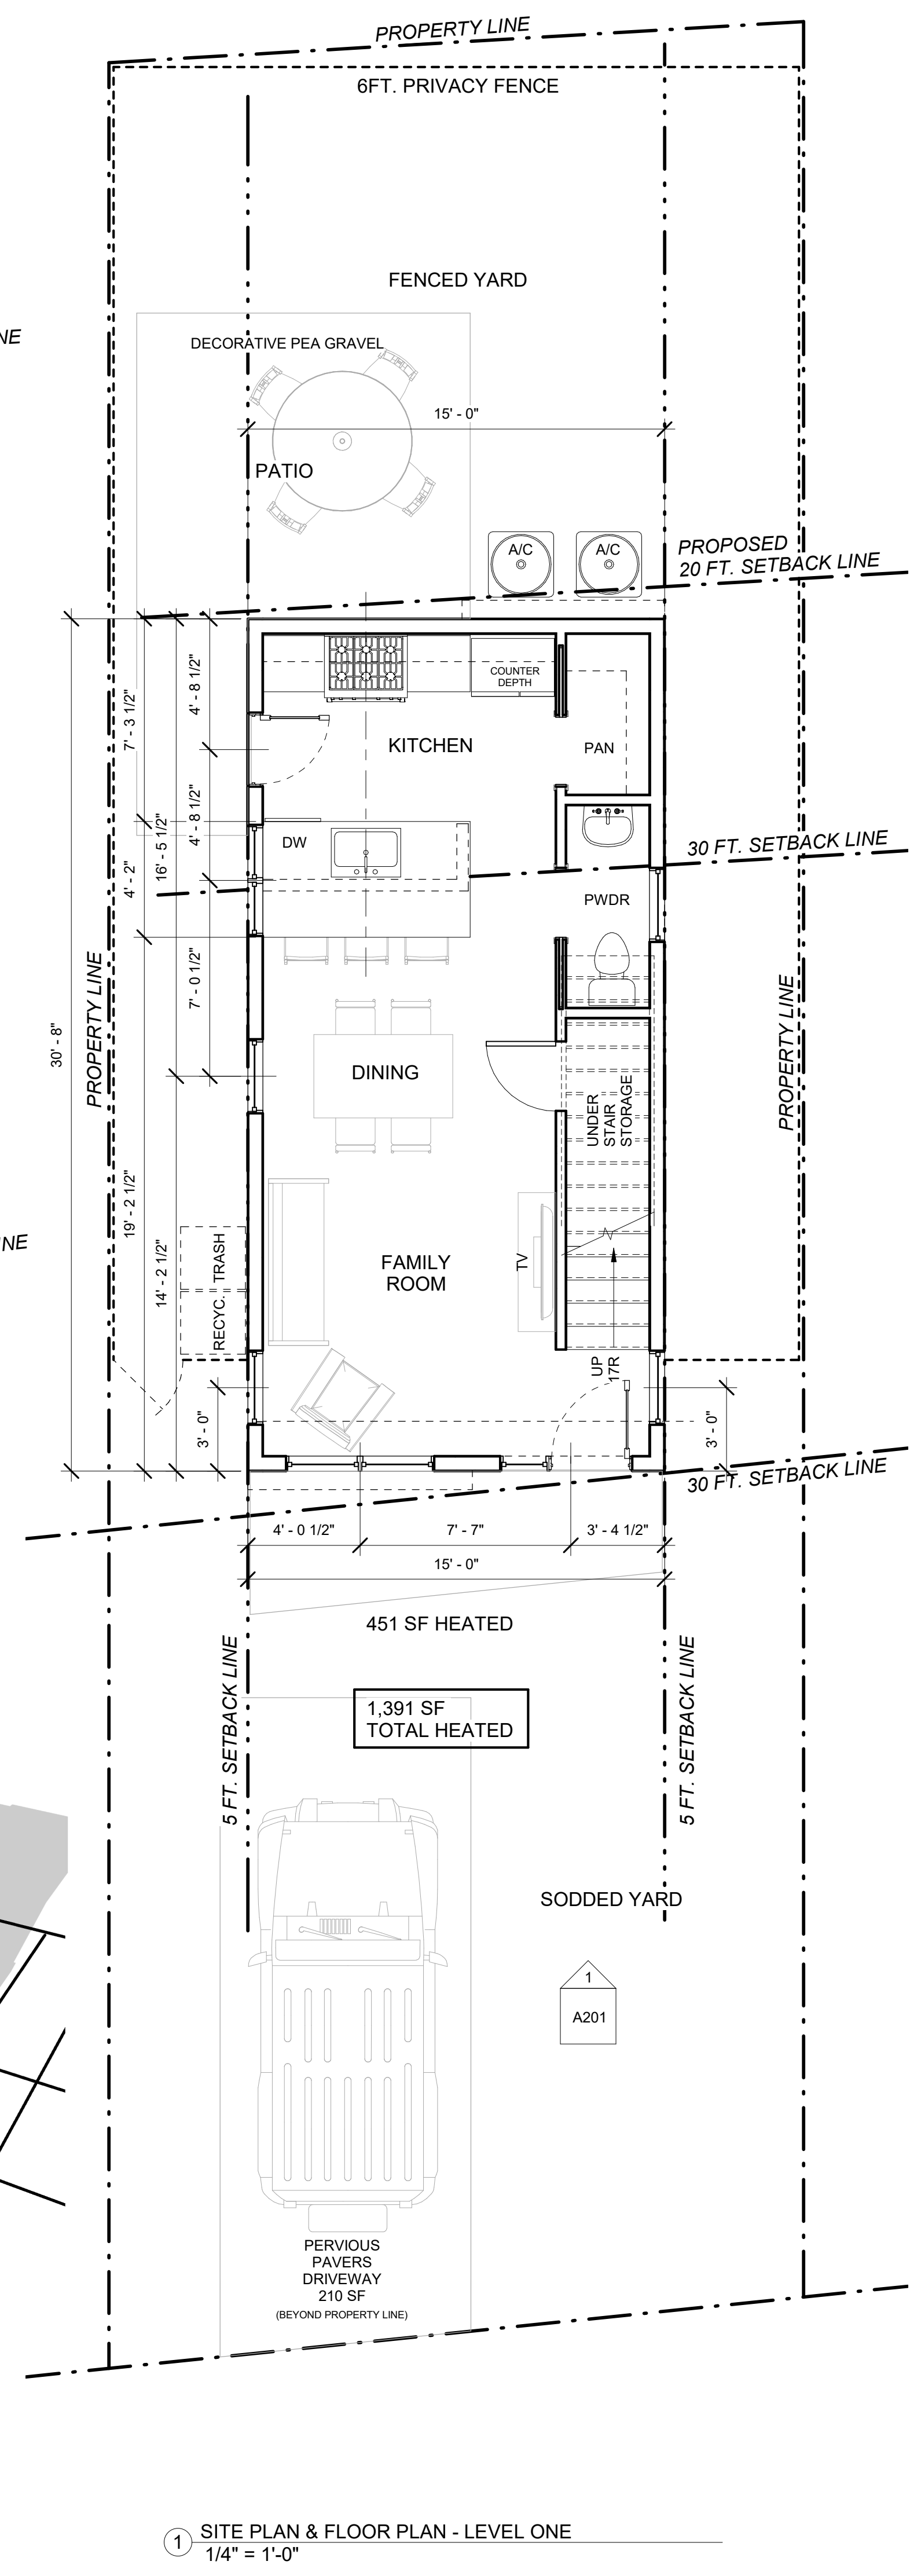 PROPERTY LINE
6FT. PRIVACY FENCE
FENCED YARD
NE
DECORATIVE PEA GRAVEL
15' - 0"
PATIO
A/C
A/C
PROPOSED
20 FT. SETBACK LINE
COUNTER
DEPTH
4' - 8 1/2"
7' - 3 1/2"
KITCHEN
PAN
4' - 8 1/2"
16' - 5 1/2"
4' - 2"
DW
30 FT. SETBACK LINE
PWDR
PROPERTY LINE
7' - 0 1/2"
PROPERTY LINE
30' - 8"
DINING
UNDER
STAIR
STORAGE
19' - 2 1/2"
14' - 2 1/2"
NE
TRASH
RECYC.
FAMILY
ROOM
TV
UP
17R
3' - 0"
3' - 0"
30 FT. SETBACK LINE
4' - 0 1/2"
7' - 7"
3' - 4 1/2"
15' - 0"
451 SF HEATED
5 FT. SETBACK LINE
5 FT. SETBACK LINE
1,391 SF
TOTAL HEATED
SODDED YARD
1
A201
PERVIOUS
PAVERS
DRIVEWAY
210 SF
(BEYOND PROPERTY LINE)
1
SITE PLAN & FLOOR PLAN - LEVEL ONE
1/4" = 1'-0"